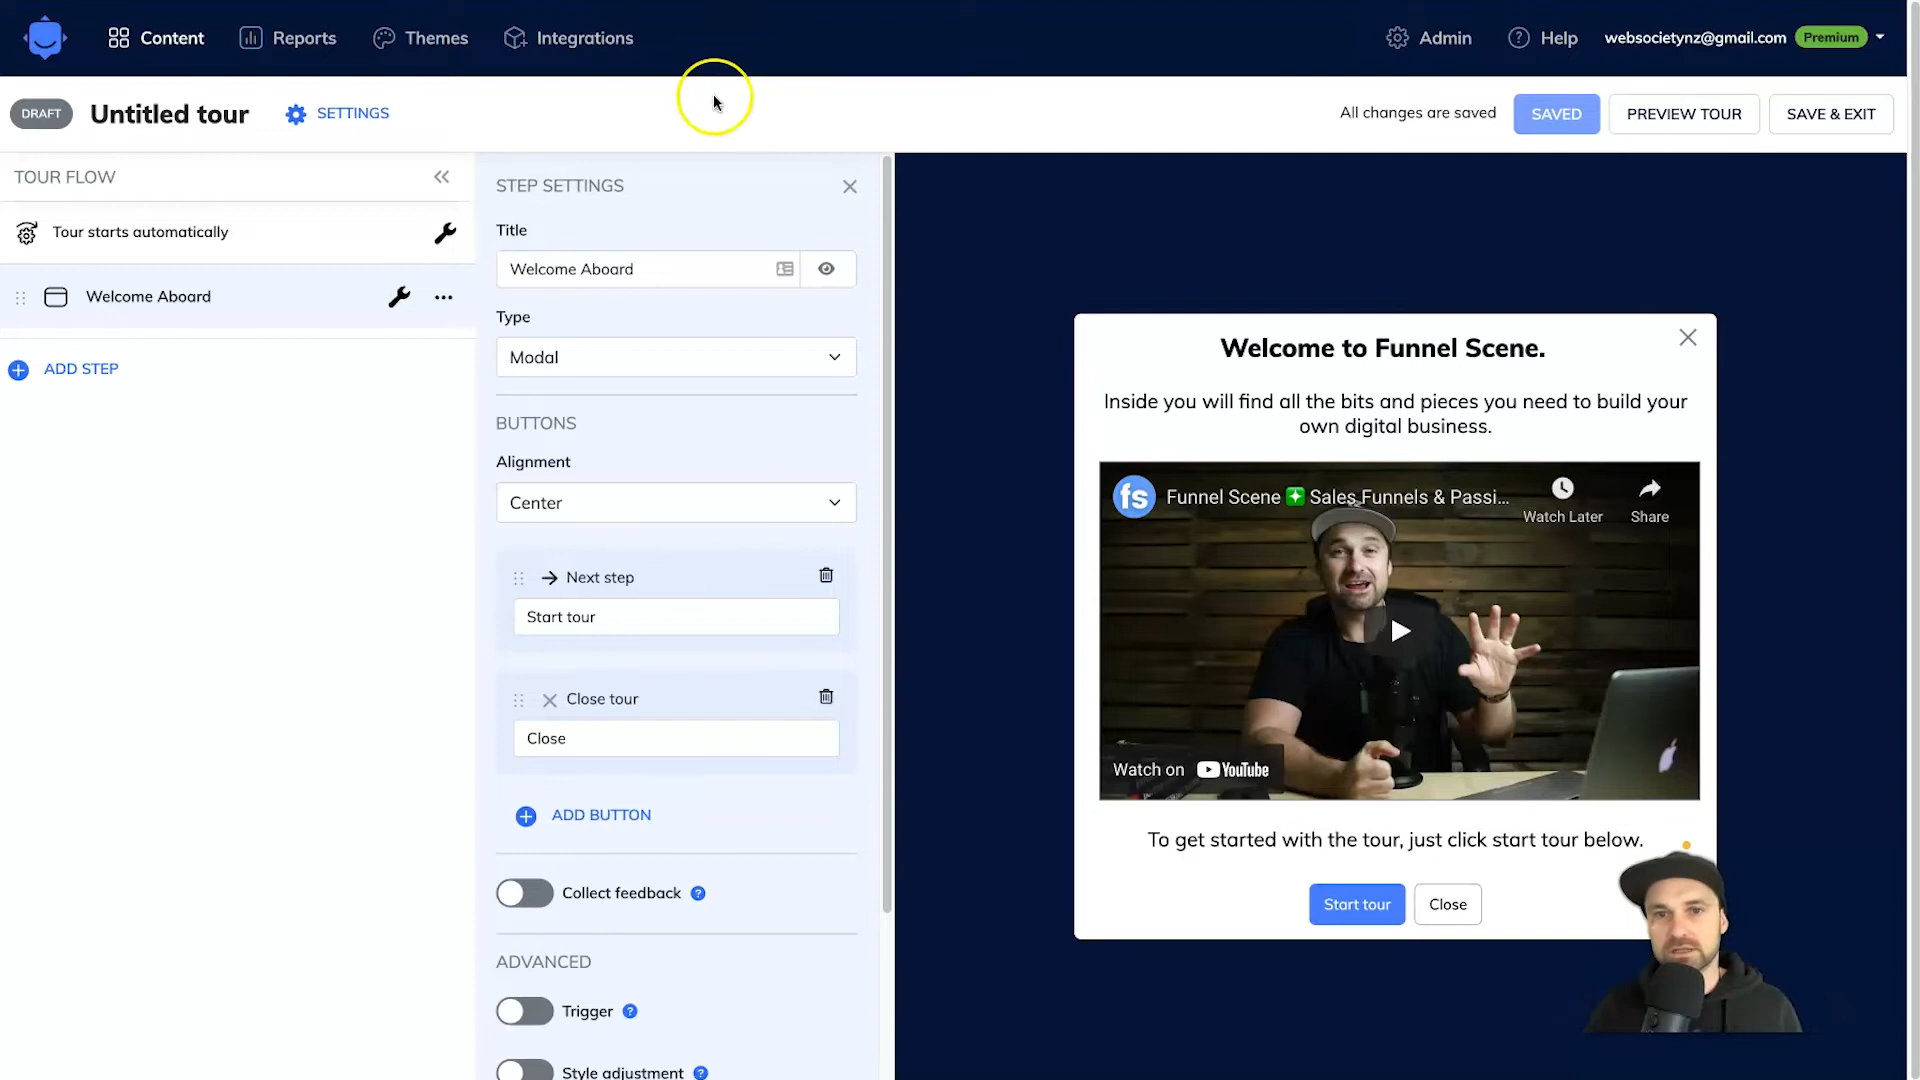 Content
Reports
Themes
Integrations
Admin
Help
websocietynz@gmail.com
Premium
DRAFT
Untitled tour
SETTINGS
All changes are saved
SAVED
PREVIEW TOUR
SAVE & EXIT
TOUR FLOW
Tour starts automatically
Welcome Aboard
ADD STEP
STEP SETTINGS
Title
Welcome Aboard
Type
Modal
BUTTONS
Alignment
Center
Next step
Start tour
Close tour
Close
ADD BUTTON
Collect feedback
?
ADVANCED
Trigger
?
Style adjustment
?
Welcome to Funnel Scene.
Inside you will find all the bits and pieces you need to build your
own digital business.
fs
Funnel Scene ✦ Sales Funnels & Passi...
Watch Later
Share
Watch on YouTube
To get started with the tour, just click start tour below.
Start tour
Close